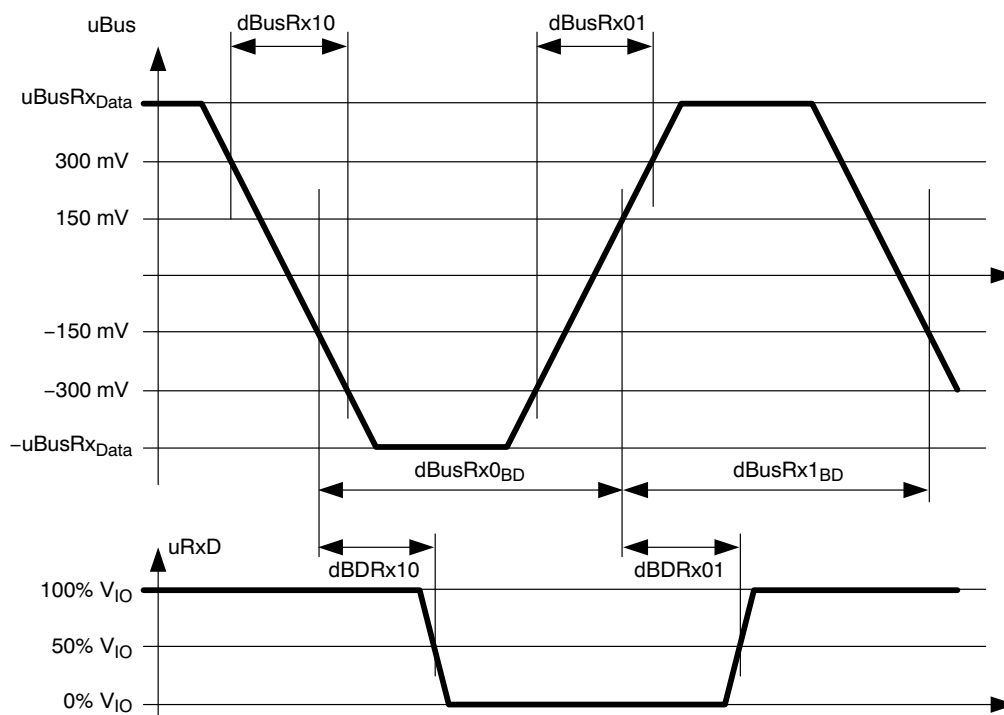 dBusRx10
dBusRx01
uBus
uBusRxData
300 mV
150 mV
−150 mV
−300 mV
−uBusRxData
dBusRx0BD
dBusRx1BD
uRxD
dBDRx10
dBDRx01
100% VIO
50% VIO
0% VIO